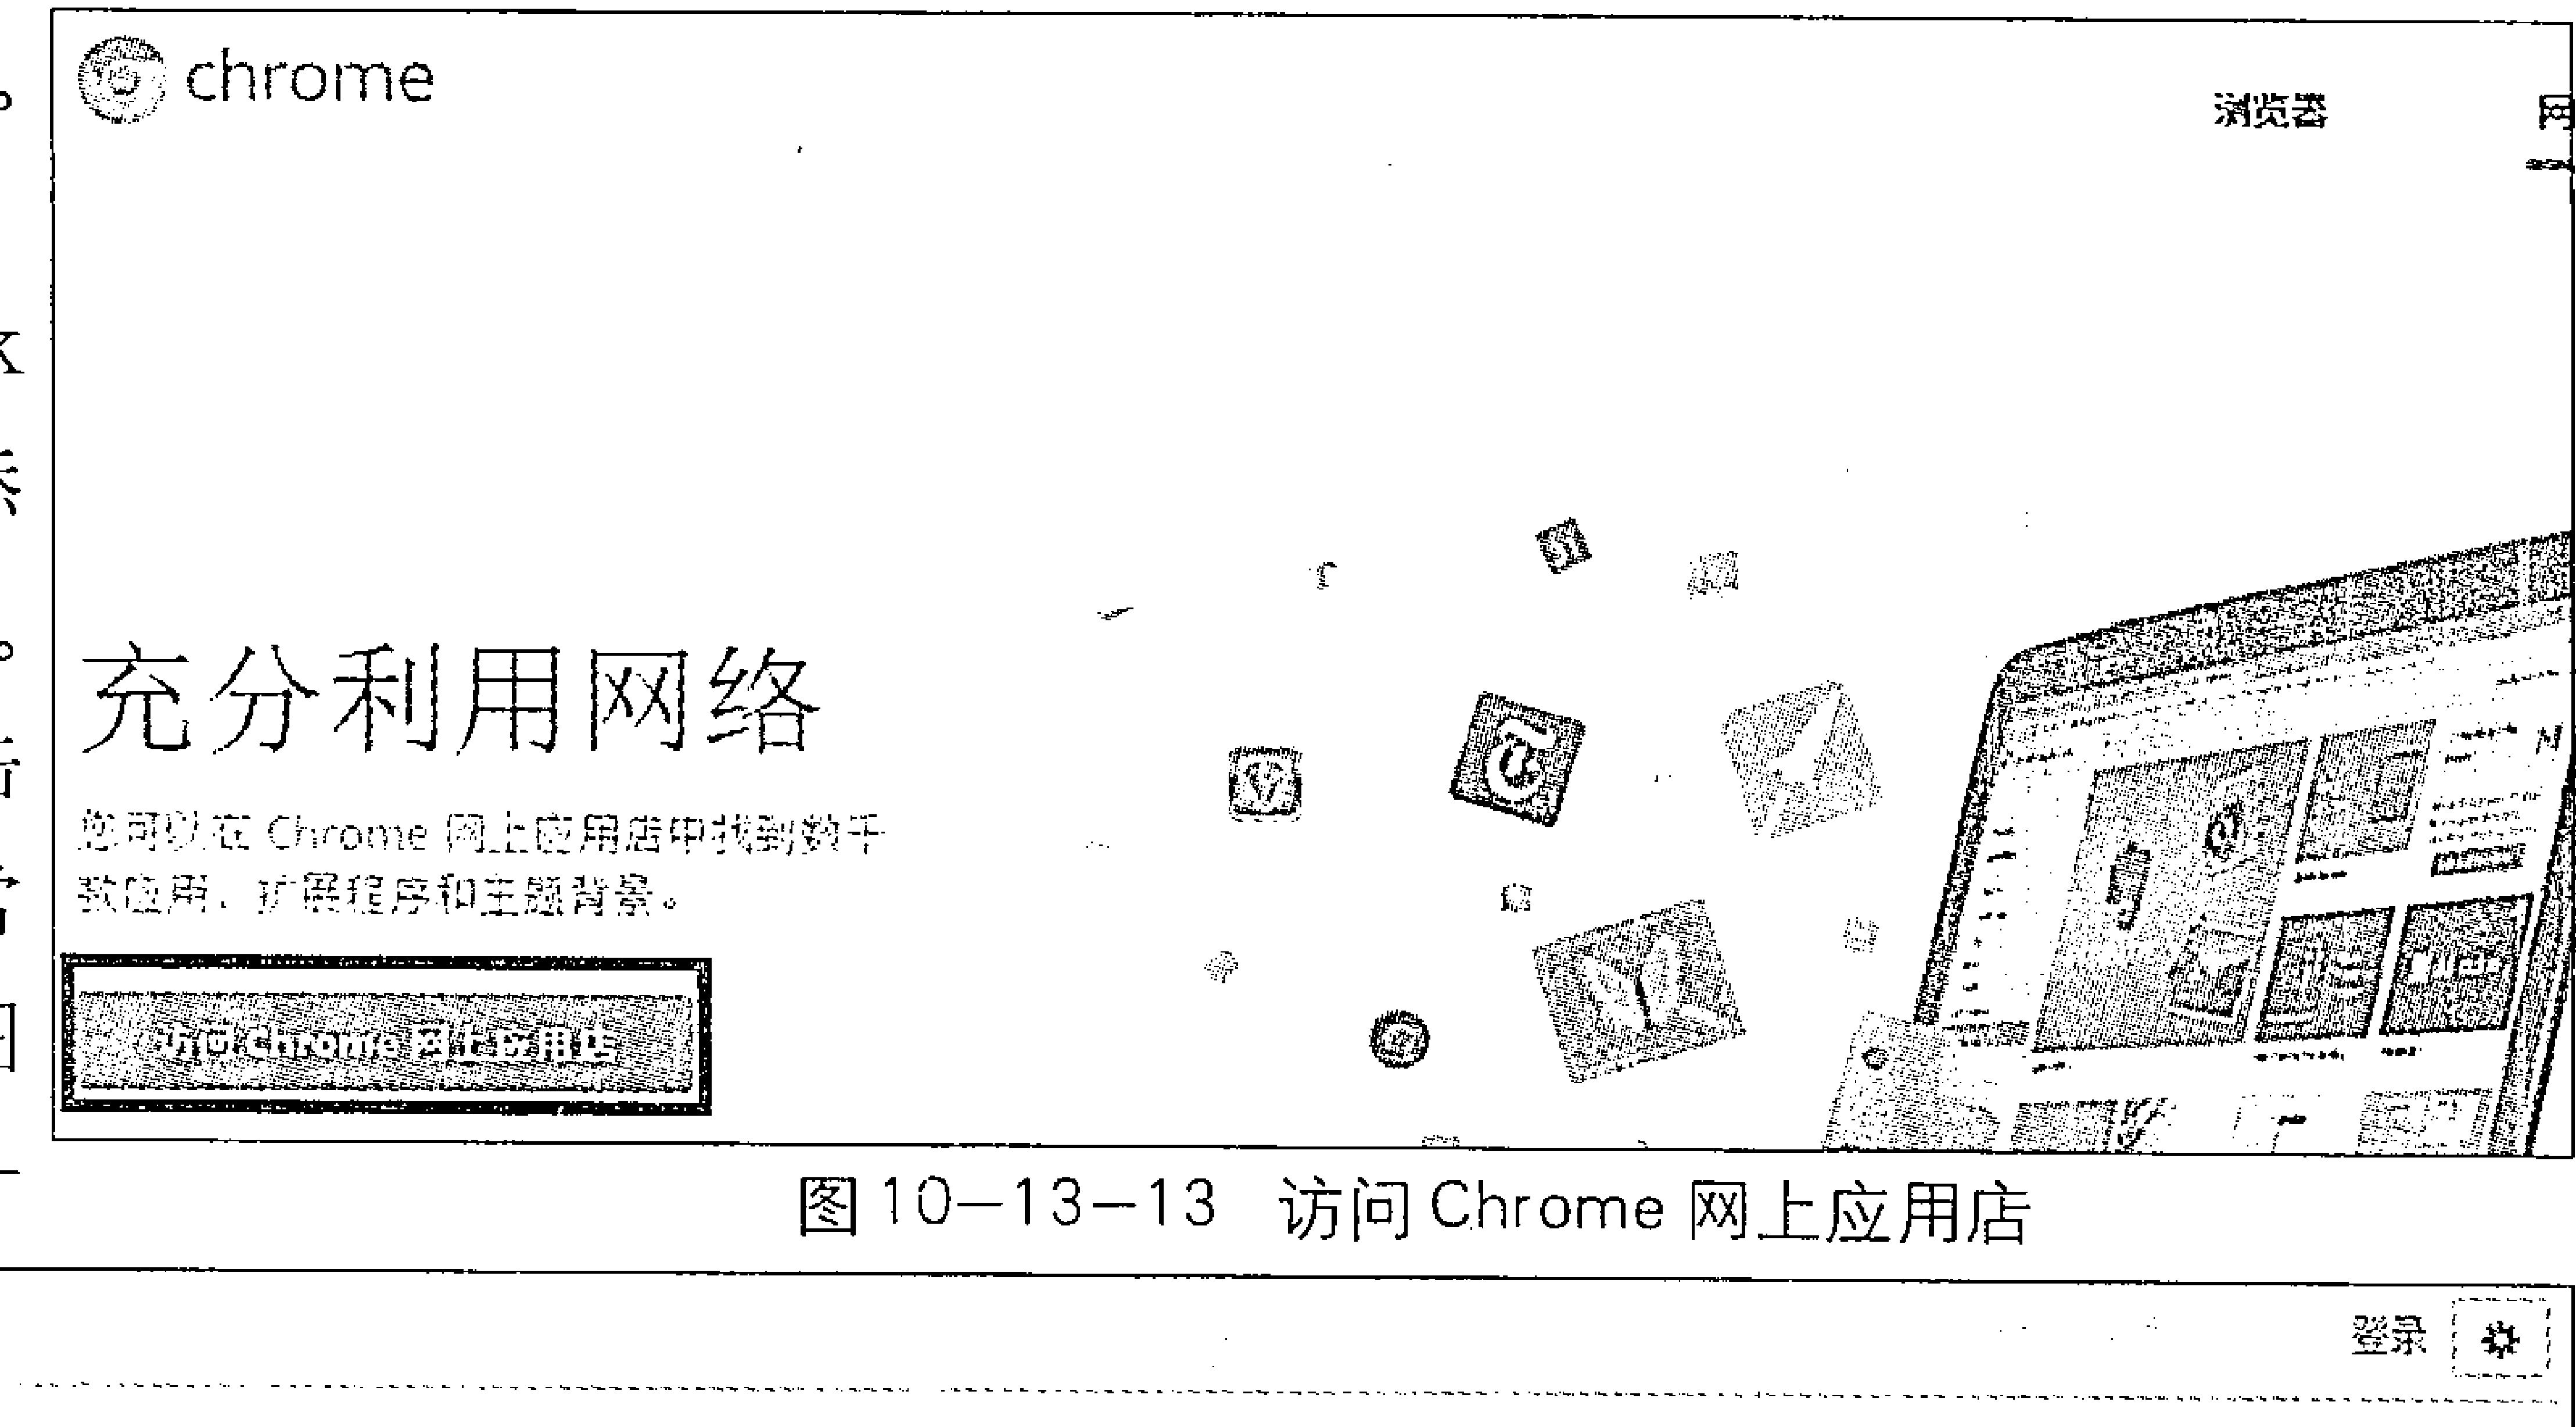 chrome
浏览器
网
充分利用网络
您可以在 Chrome 网上应用店中找到数千
款应用、扩展程序和主题背景。
访问 Chrome 网上应用店
图 10-13-13 访问 Chrome 网上应用店
登录